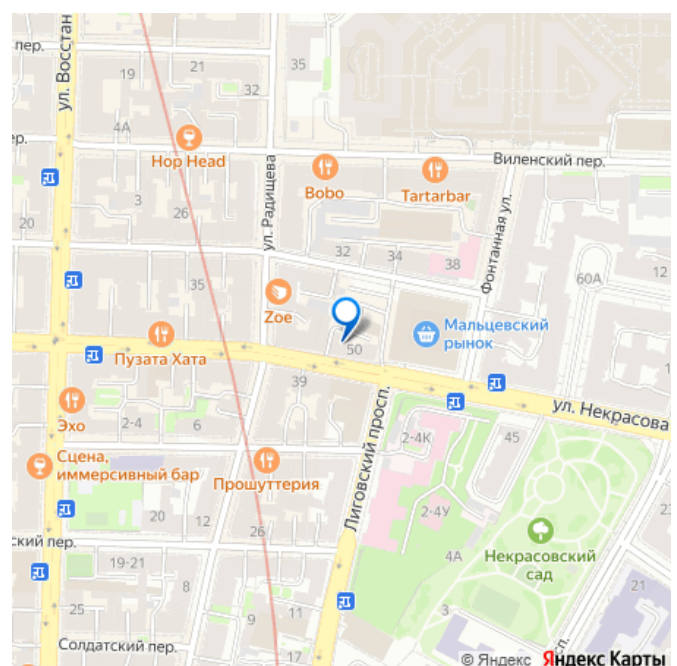 пер.
ул. Восстан
19
21
32
35
4А
ер.
Hop Head
ул. Радищева
Bobo
Tartarbar
Виленский пер.
3
26
20
Фонтанная ул.
32
34
38
60А
12
35
Zoe
50
Мальцевский
рынок
Пузата Хата
39
ул. Некрасова
Эхо
2-4
6
Лиговский просп.
2-4К
45
Сцена,
иммерсивный бар
Прошуттерия
20
12
26
2-4У
4А
Некрасовский
сад
23
ский пер.
19-21
21
25
9
11
3
Солдатский пер.
17
сп.
© Яндекс Яндекс Карты